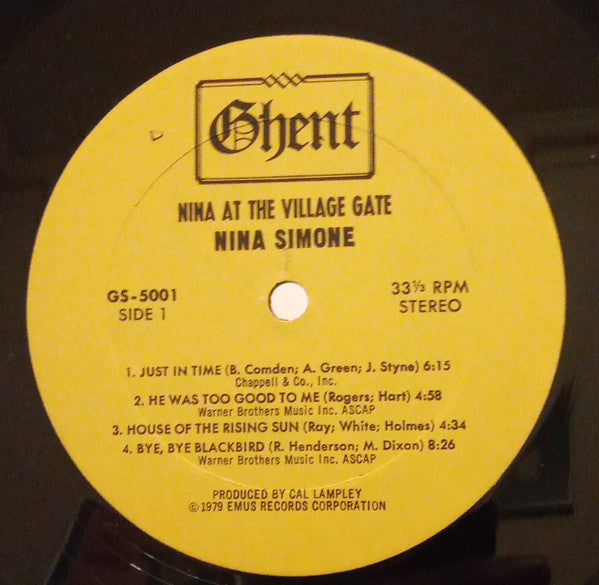 Ghent
NINA AT THE VILLAGE GATE
NINA SIMONE
GS-5001
SIDE 1
33⅓ RPM
STEREO
1. JUST IN TIME (B. Comden; A. Green; J. Styne) 6:15
Chappell & Co., Inc.
2. HE WAS TOO GOOD TO ME (Rogers; Hart) 4:58
Warner Brothers Music Inc. ASCAP
3. HOUSE OF THE RISING SUN (Ray; White; Holmes) 4:34
4. BYE, BYE BLACKBIRD (R. Henderson; M. Dixon) 8:26
Warner Brothers Music Inc. ASCAP
PRODUCED BY CAL LAMPLEY
© 1979 EMUS RECORDS CORPORATION